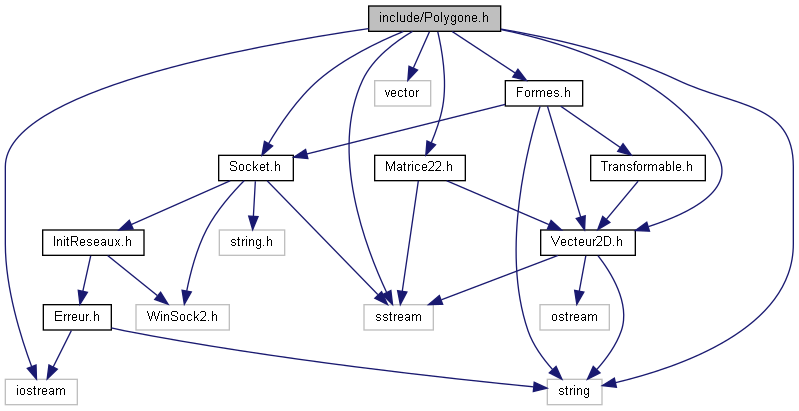 include/Polygone.h
vector
Formes.h
Socket.h
Matrice22.h
Transformable.h
InitReseaux.h
string.h
Vecteur2D.h
Erreur.h
WinSock2.h
sstream
ostream
iostream
string